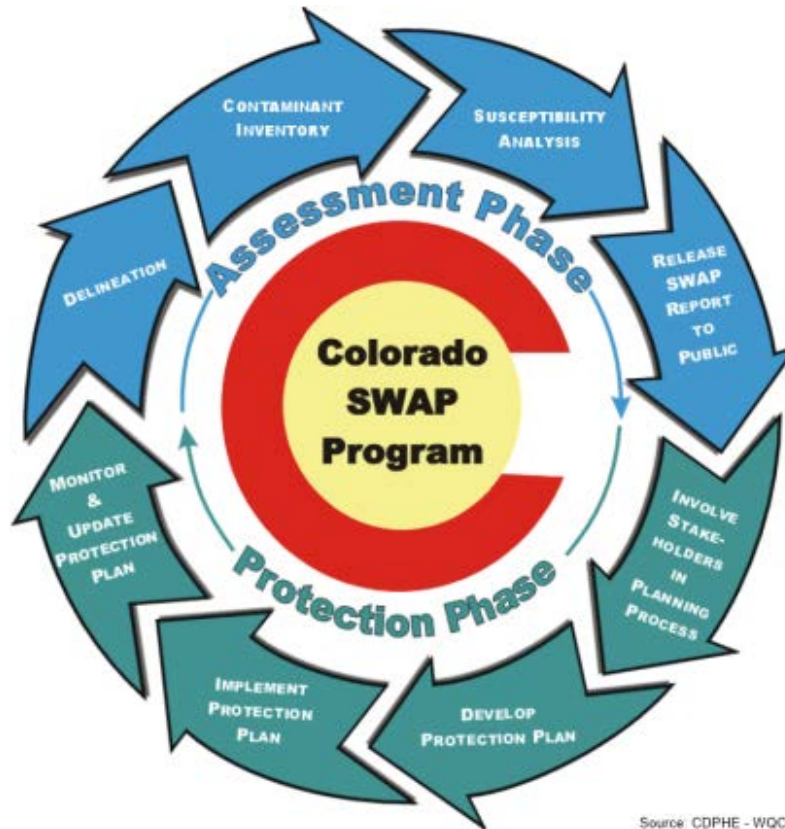 Colorado
SWAP
Program
Assessment Phase
DELINEATION
CONTAMINANT
INVENTORY
SUSCEPTIBILITY
ANALYSIS
RELEASE
SWAP
REPORT
TO
PUBLIC
Protection Phase
INVOLVE
STAKE-
HOLDERS
IN
PLANNING
PROCESS
DEVELOP
PROTECTION PLAN
IMPLEMENT
PROTECTION
PLAN
MONITOR
&
UPDATE
PROTECTION
PLAN
Source: CDPHE - WQC